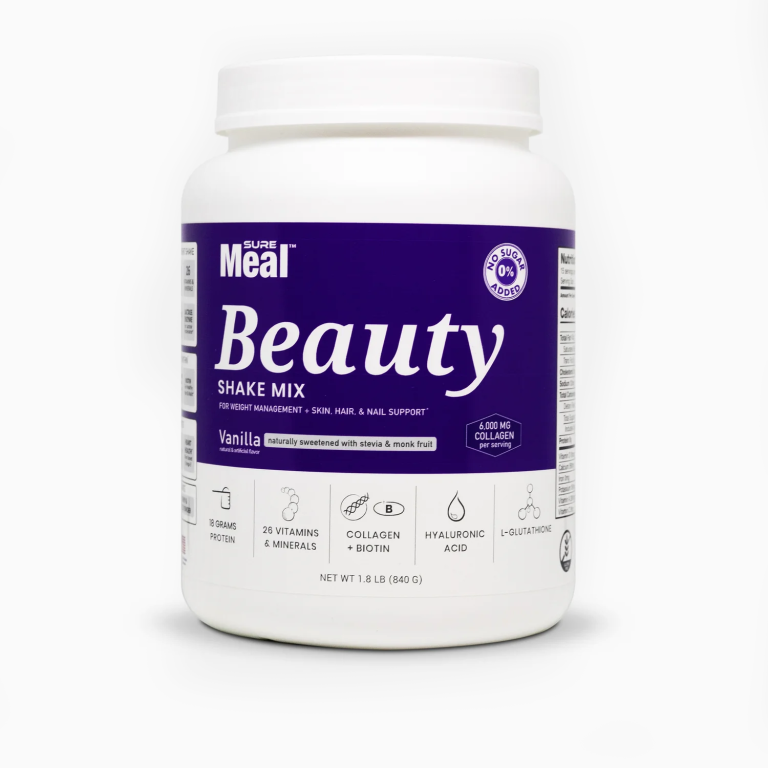 SURE
Meal™
NO SUGAR
0%
ADDED
Beauty
SHAKE MIX
FOR WEIGHT MANAGEMENT + SKIN, HAIR, & NAIL SUPPORT*
6,000 MG
COLLAGEN
per serving
Vanilla naturally sweetened with stevia & monk fruit
natural & artificial flavor
18 GRAMS
PROTEIN
26 VITAMINS
& MINERALS
B
COLLAGEN
+ BIOTIN
HYALURONIC
ACID
L-GLUTATHIONE
NET WT 1.8 LB (840 G)
26